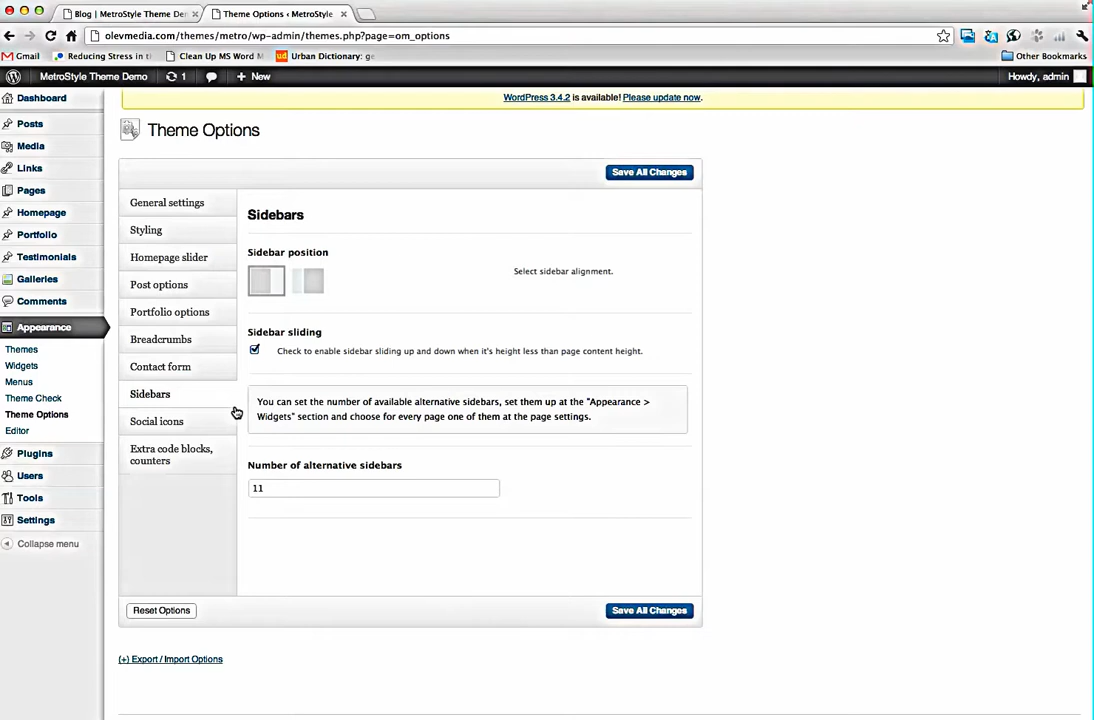 Blog | MetroStyle Theme De
Theme Options ‹ MetroStyle
olevmedia.com/themes/metro/wp-admin/themes.php?page=om_options
Gmail
Reducing Stress in t
Clean Up MS Word
Urban Dictionary: ge
Other Bookmarks
MetroStyle Theme Demo
1
+ New
Howdy, admin
Dashboard
WordPress 3.4.2 is available! Please update now.
Theme Options
Posts
Media
Links
Pages
Homepage
Portfolio
Testimonials
Galleries
Comments
Appearance
Themes
Widgets
Menus
Theme Check
Theme Options
Editor
Plugins
Users
Tools
Settings
Collapse menu
Save All Changes
General settings
Styling
Homepage slider
Post options
Portfolio options
Breadcrumbs
Contact form
Sidebars
Social icons
Extra code blocks,
counters
Sidebars
Sidebar position
Select sidebar alignment.
Sidebar sliding
Check to enable sidebar sliding up and down when it's height less than page content height.
You can set the number of available alternative sidebars, set them up at the "Appearance >
Widgets" section and choose for every page one of them at the page settings.
Number of alternative sidebars
11
Reset Options
Save All Changes
(+) Export / Import Options